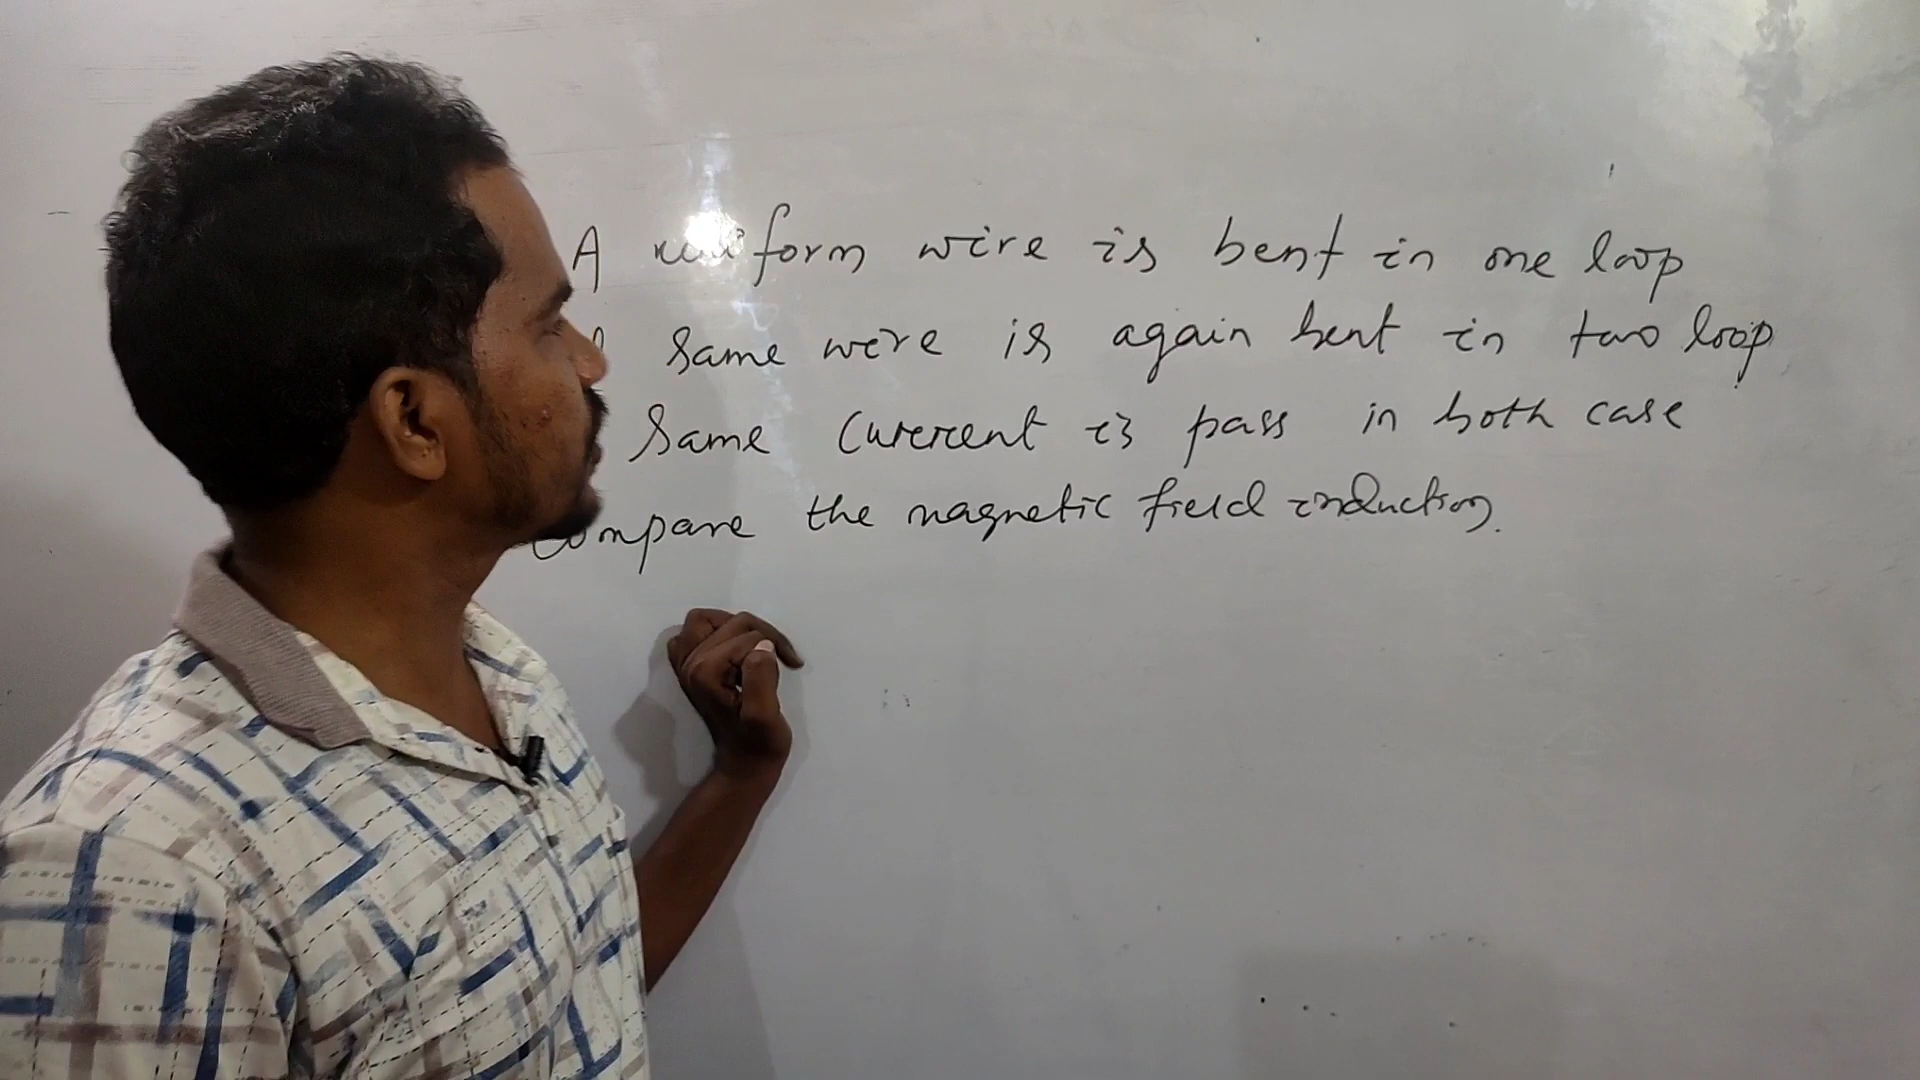 A uniform wire is bent in one loop
same wire is again bent in two loop
same current is pass in both case
compare the magnetic field induction.